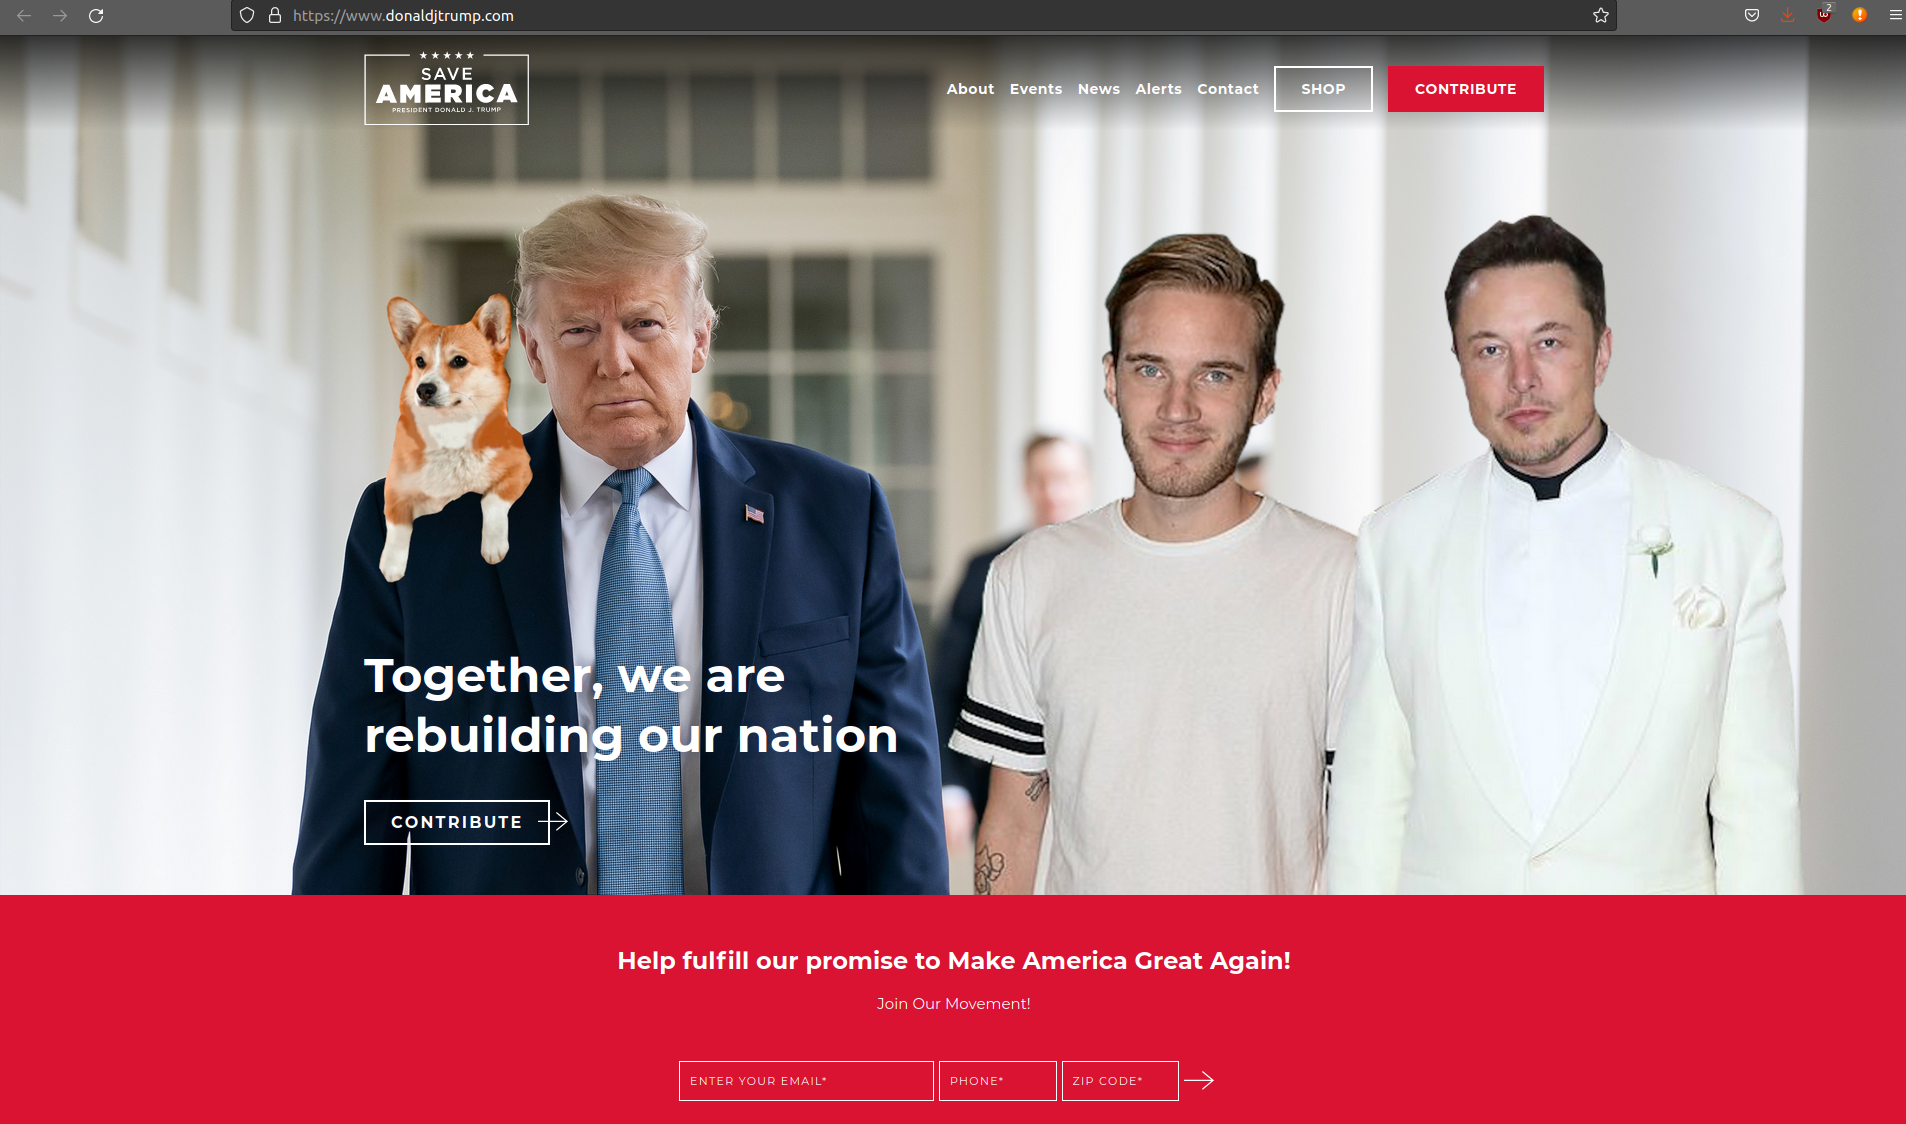 https://www.donaldjtrump.com
2
SAVE
AMERICA
PRESIDENT DONALD J. TRUMP
About Events News Alerts Contact SHOP CONTRIBUTE
Together, we are
rebuilding our nation
CONTRIBUTE
Help fulfill our promise to Make America Great Again!
Join Our Movement!
ENTER YOUR EMAIL* PHONE* ZIP CODE*